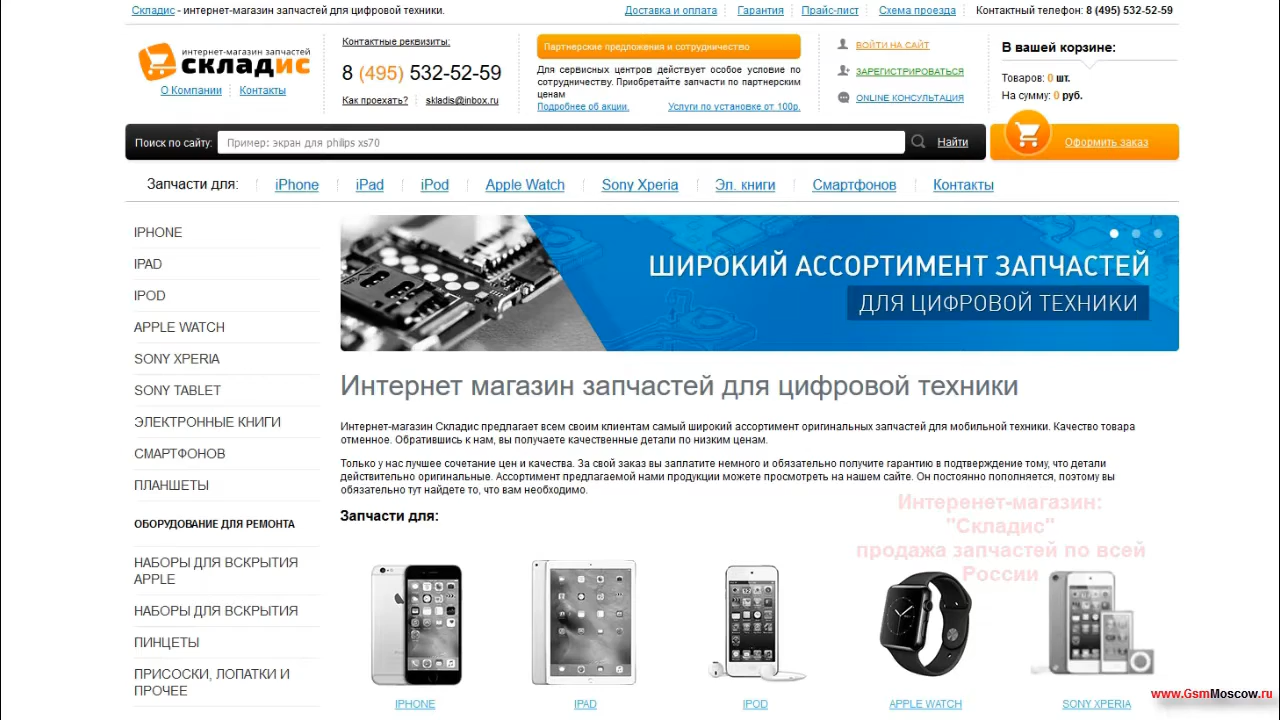 Складис - интернет-магазин запчастей для цифровой техники.
Доставка и оплата
Гарантия
Прайс-лист
Схема проезда
Контактный телефон: 8 (495) 532-52-59
интернет-магазин запчастей
складис
О Компании
Контакты
Контактные реквизиты:
8 (495) 532-52-59
Как проехать?
skladis@inbox.ru
Партнерские предложения и сотрудничество
Для сервисных центров действует особое условие по
сотрудничеству. Приобретайте запчасти по партнерским
ценам
Подробнее об акции.
Услуги по установке от 100р.
ВОЙТИ НА САЙТ
ЗАРЕГИСТРИРОВАТЬСЯ
ONLINE КОНСУЛЬТАЦИЯ
В вашей корзине:
Товаров: 0 шт.
На сумму: 0 руб.
Поиск по сайту:
Пример: экран для philips xs70
Найти
Оформить заказ
Запчасти для:
iPhone
iPad
iPod
Apple Watch
Sony Xperia
Эл. книги
Смартфонов
Контакты
IPHONE
IPAD
IPOD
APPLE WATCH
SONY XPERIA
SONY TABLET
ЭЛЕКТРОННЫЕ КНИГИ
СМАРТФОНОВ
ПЛАНШЕТЫ
ОБОРУДОВАНИЕ ДЛЯ РЕМОНТА
НАБОРЫ ДЛЯ ВСКРЫТИЯ
APPLE
НАБОРЫ ДЛЯ ВСКРЫТИЯ
ПИНЦЕТЫ
ПРИСОСКИ, ЛОПАТКИ И
ПРОЧЕЕ
ШИРОКИЙ АССОРТИМЕНТ ЗАПЧАСТЕЙ
ДЛЯ ЦИФРОВОЙ ТЕХНИКИ
Интернет магазин запчастей для цифровой техники
Интернет-магазин Складис предлагает всем своим клиентам самый широкий ассортимент оригинальных запчастей для мобильной техники. Качество товара
отменное. Обратившись к нам, вы получаете качественные детали по низким ценам.
Только у нас лучшее сочетание цен и качества. За свой заказ вы заплатите немного и обязательно получите гарантию в подтверждение тому, что детали
действительно оригинальные. Ассортимент предлагаемой нами продукции можете просмотреть на нашем сайте. Он постоянно пополняется, поэтому вы
обязательно тут найдете то, что вам необходимо.
Запчасти для:
Интеренет-магазин:
"Складис"
продажа запчастей по всей
России
IPHONE
IPAD
IPOD
APPLE WATCH
SONY XPERIA
www.GsmMoscow.ru